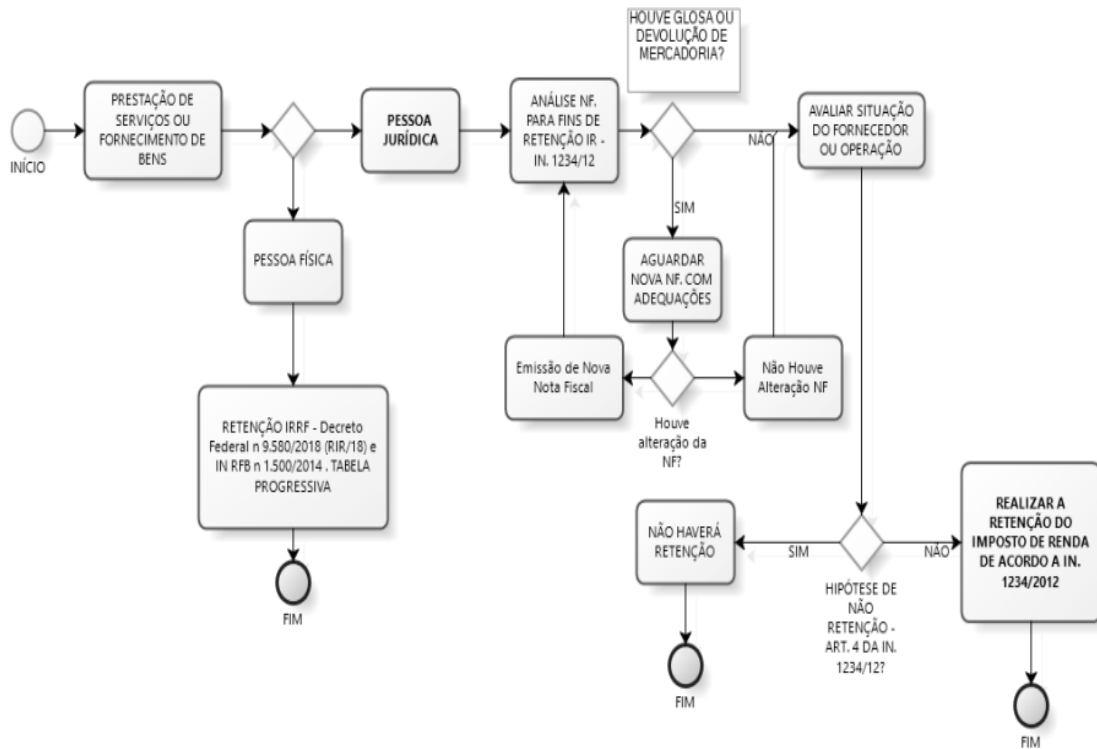 HOUVE GLOSA OU
DEVOLUÇÃO DE
MERCADORIA?
INÍCIO
PRESTAÇÃO DE
SERVIÇOS OU
FORNECIMENTO DE
BENS
PESSOA
JURÍDICA
ANÁLISE NF.
PARA FINS DE
RETENÇÃO IR -
IN. 1234/12
NÃO
AVALIAR SITUAÇÃO
DO FORNECEDOR
OU OPERAÇÃO
SIM
PESSOA FÍSICA
AGUARDAR
NOVA NF. COM
ADEQUAÇÕES
Emissão de Nova
Nota Fiscal
Não Houve
Alteração NF
Houve
alteração da
NF?
RETENÇÃO IRRF - Decreto
Federal n 9.580/2018 (RIR/18) e
IN RFB n 1.500/2014 . TABELA
PROGRESSIVA
FIM
NÃO HAVERÁ
RETENÇÃO
SIM
NÃO
HIPÓTESE DE
NÃO
RETENÇÃO -
ART. 4 DA IN.
1234/12?
REALIZAR A
RETENÇÃO DO
IMPOSTO DE RENDA
DE ACORDO A IN.
1234/2012
FIM
FIM